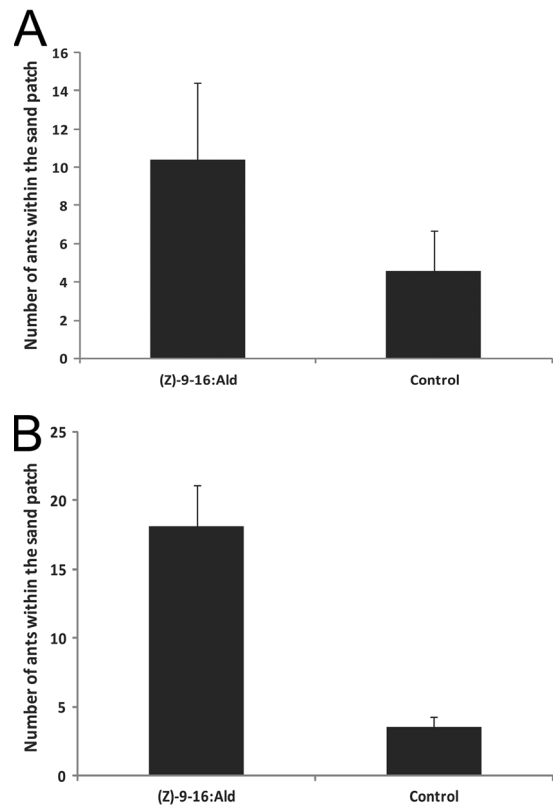 A
Number of ants within the sand patch
16
14
12
10
8
6
4
2
0
(Z)-9-16:Ald
Control
B
Number of ants within the sand patch
25
20
15
10
5
0
(Z)-9-16:Ald
Control